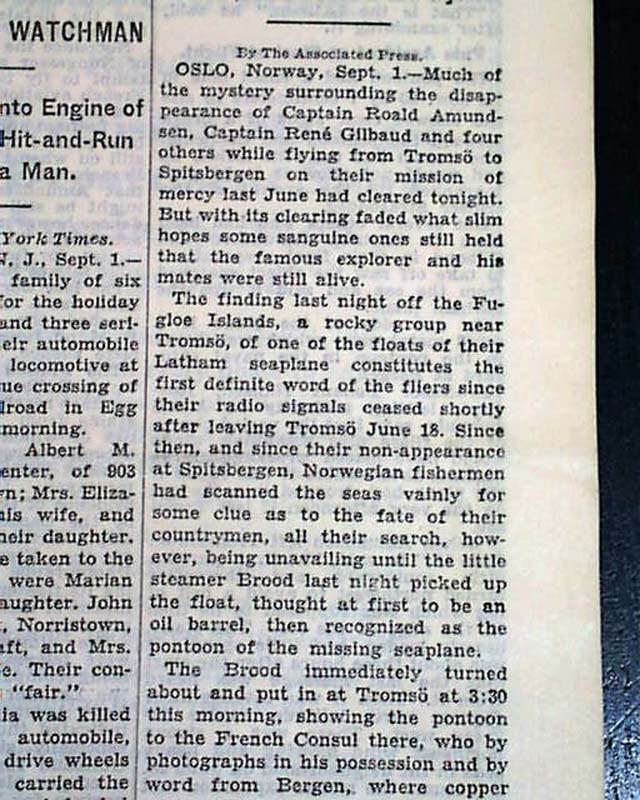 WATCHMAN
nto Engine of
Hit-and-Run
a Man.
York Times.
J., Sept. 1.—
family of six
for the holiday
and three seri-
eir automobile
locomotive at
ue crossing of
lroad in Egg
morning.
Albert M.
enter, of 903
n; Mrs. Eliza-
his wife, and
heir daughter.
e taken to the
were Marian
aughter. John
, Norristown,
aft, and Mrs.
e. Their con-
"fair."
ia was killed
automobile,
drive wheels
carried the
By The Associated Press.
OSLO, Norway, Sept. 1.—Much of
the mystery surrounding the disap-
pearance of Captain Roald Amund-
sen, Captain René Gilbaud and four
others while flying from Tromsö to
Spitsbergen on their mission of
mercy last June had cleared tonight.
But with its clearing faded what slim
hopes some sanguine ones still held
that the famous explorer and his
mates were still alive.
The finding last night off the Fu-
gloe Islands, a rocky group near
Tromsö, of one of the floats of their
Latham seaplane constitutes the
first definite word of the fliers since
their radio signals ceased shortly
after leaving Tromsö June 18. Since
then, and since their non-appearance
at Spitsbergen, Norwegian fishermen
had scanned the seas vainly for
some clue as to the fate of their
countrymen, all their search, how-
ever, being unavailing until the little
steamer Brood last night picked up
the float, thought at first to be an
oil barrel, then recognized as the
pontoon of the missing seaplane.
The Brood immediately turned
about and put in at Tromsö at 3:30
this morning, showing the pontoon
to the French Consul there, who by
photographs in his possession and by
word from Bergen, where copper